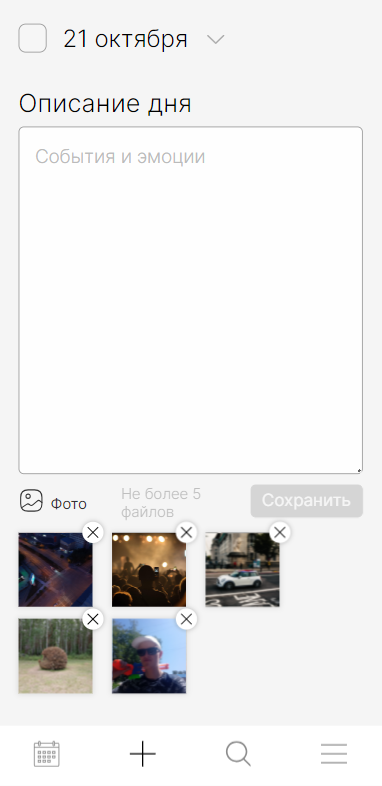 21 октября
Описание дня
События и эмоции
Фото
Не более 5
файлов
Сохранить